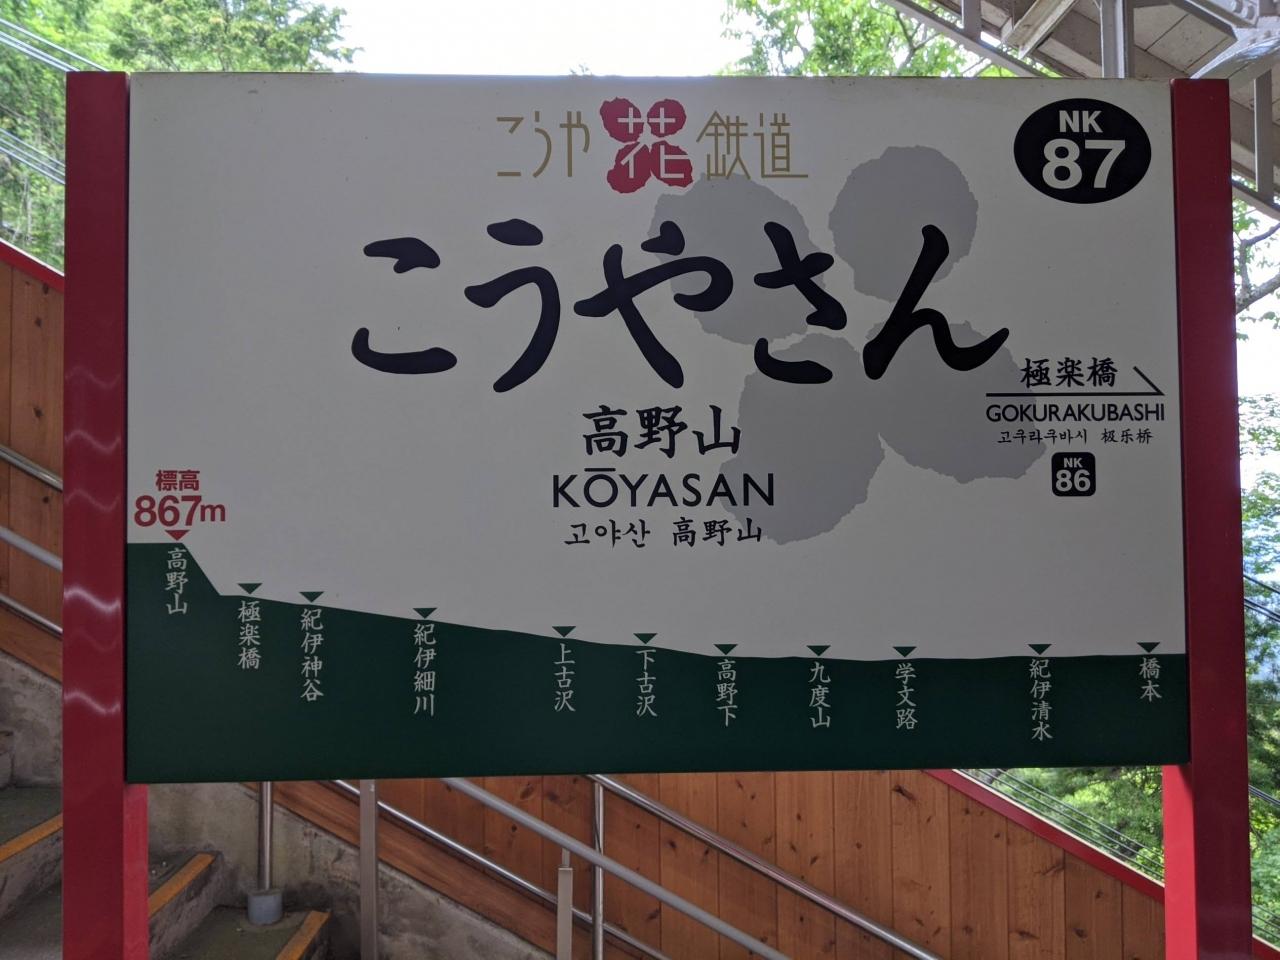 こうや花鉄道
NK
87
こうやさん
高野山
KŌYASAN
고야산 高野山
極楽橋
GOKURAKUBASHI
고쿠라쿠바시 极乐桥
NK
86
標高
867m
高野山
極楽橋
紀伊神谷
紀伊細川
上古沢
下古沢
高野下
九度山
学文路
紀伊清水
橋本